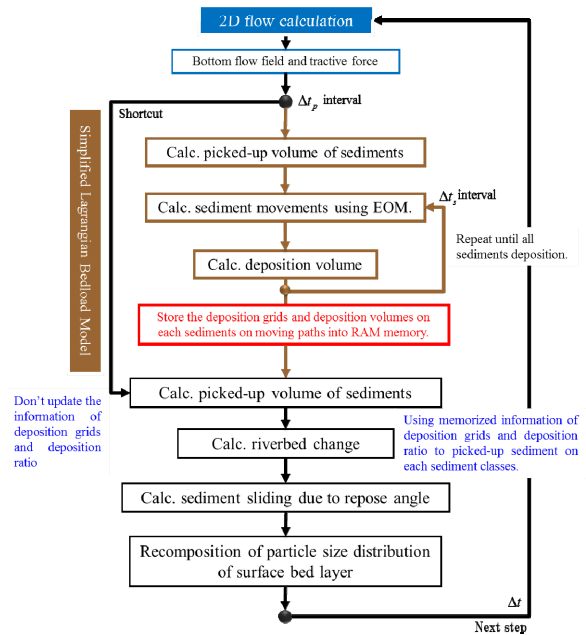 2D flow calculation
Bottom flow field and tractive force
Δt_p interval
Shortcut
Simplified Lagrangian Bedload Model
Calc. picked-up volume of sediments
Calc. sediment movements using EOM.
Δt_s interval
Repeat until all
sediments deposition.
Calc. deposition volume
Store the deposition grids and deposition volumes on
each sediments on moving paths into RAM memory.
Calc. picked-up volume of sediments
Don't update the
information of
deposition grids
and deposition
ratio
Using memorized information of
deposition grids and deposition
ratio to picked-up sediment on
each sediment classes.
Calc. riverbed change
Calc. sediment sliding due to repose angle
Recomposition of particle size distribution
of surface bed layer
Δt
Next step